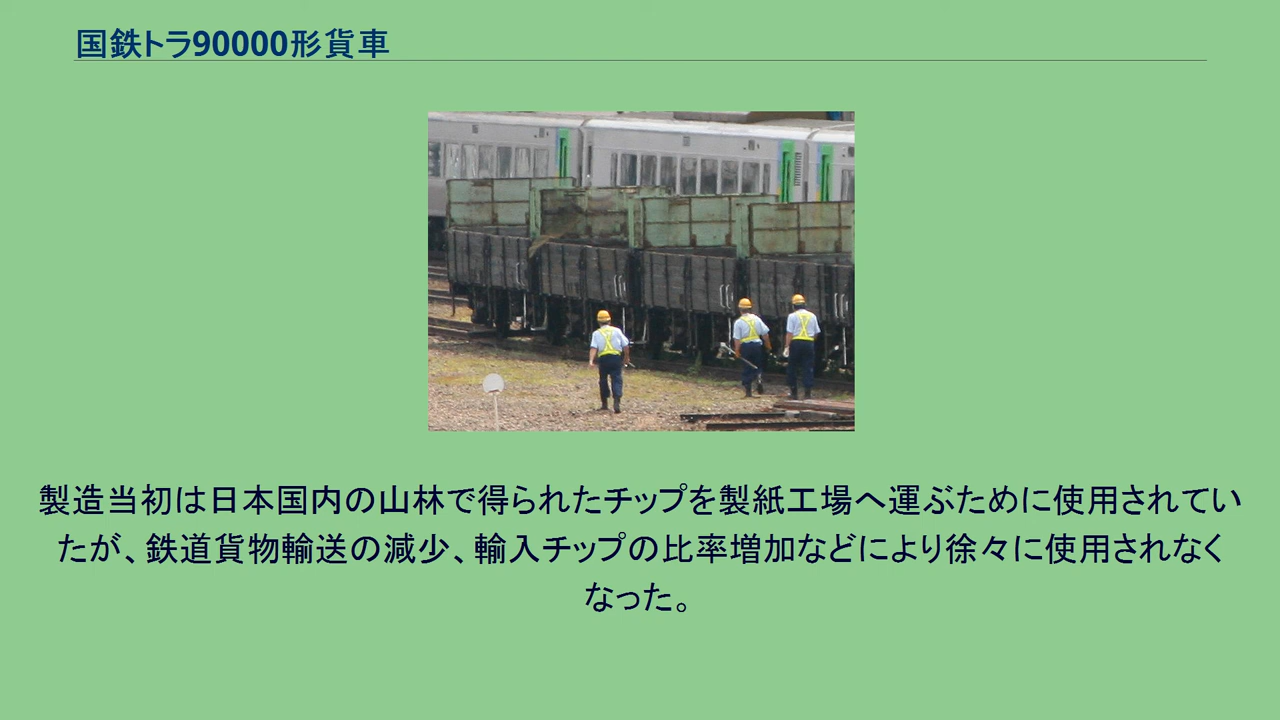 国鉄トラ90000形貨車
製造当初は日本国内の山林で得られたチップを製紙工場へ運ぶために使用されてい
たが、鉄道貨物輸送の減少、輸入チップの比率増加などにより徐々に使用されなく
なった。